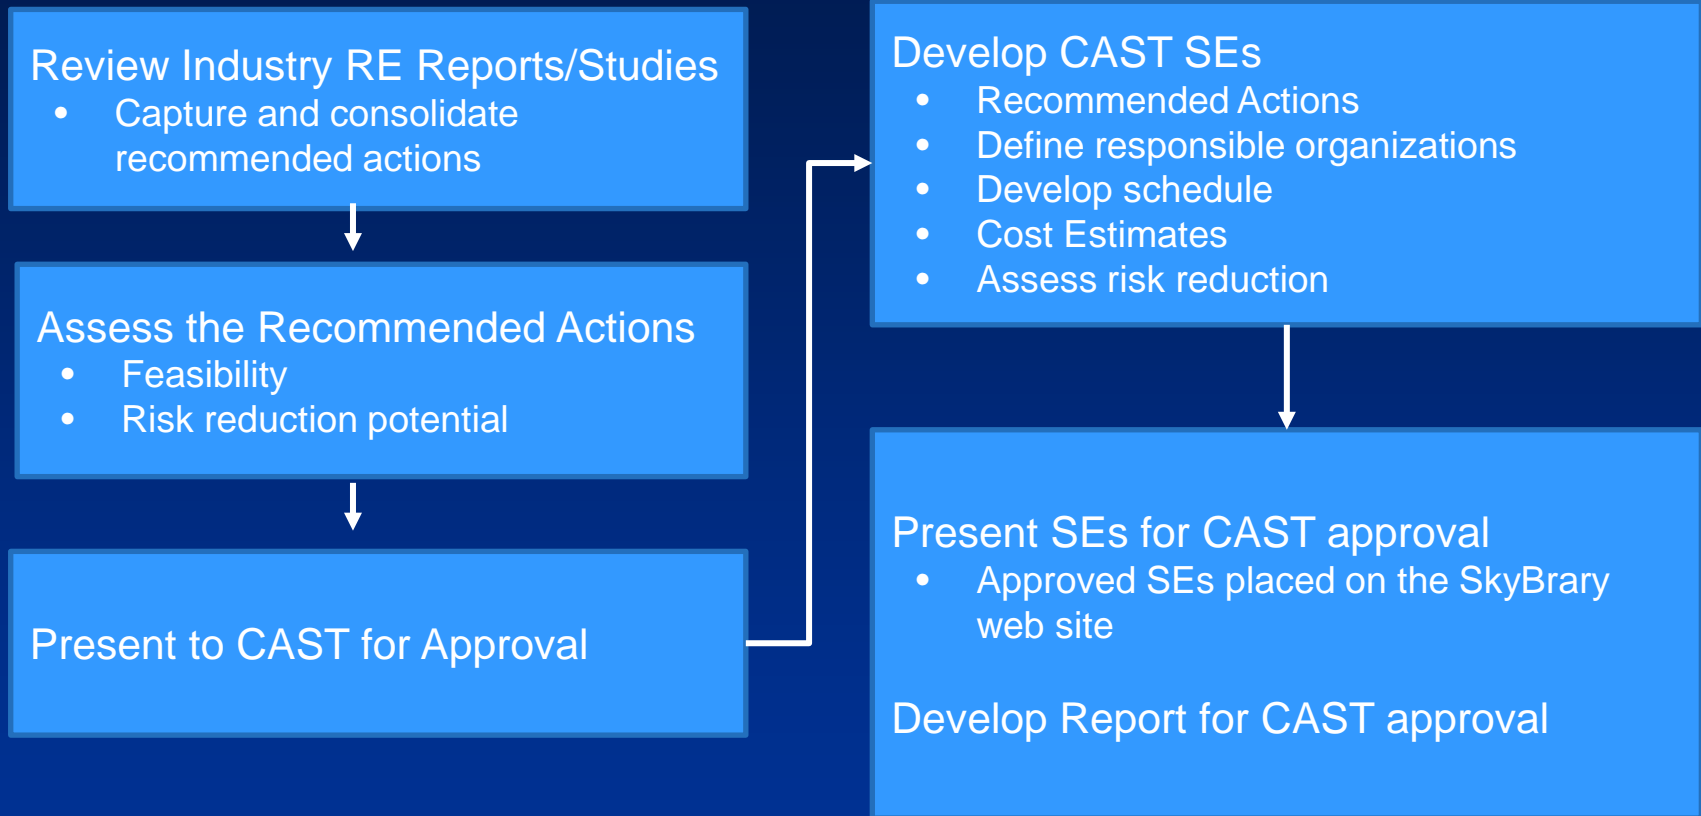 Review Industry RE Reports/Studies
• Capture and consolidate
recommended actions
Assess the Recommended Actions
• Feasibility
• Risk reduction potential
Present to CAST for Approval
Develop CAST SEs
• Recommended Actions
• Define responsible organizations
• Develop schedule
• Cost Estimates
• Assess risk reduction
Present SEs for CAST approval
• Approved SEs placed on the SkyBrary
web site
Develop Report for CAST approval